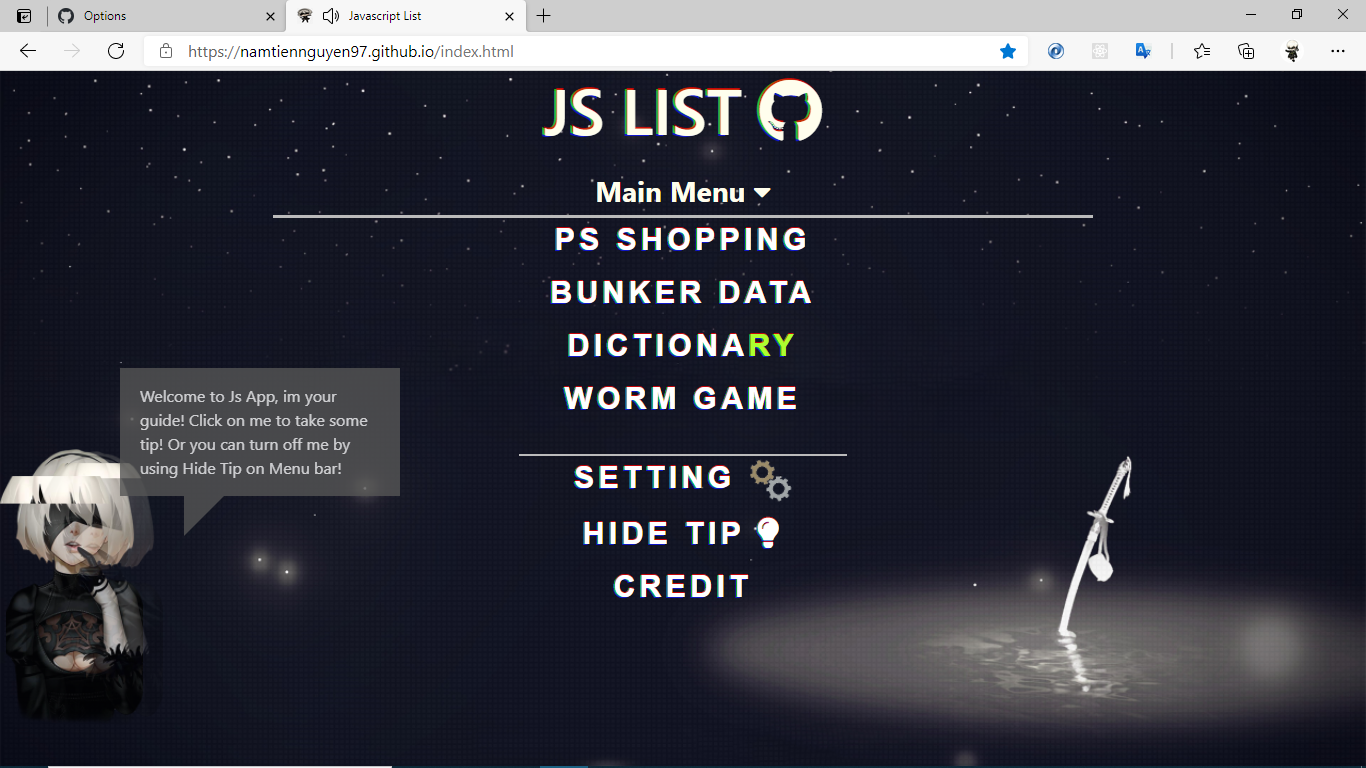 Options
Javascript List
https://namtiennguyen97.github.io/index.html
JS LIST
Main Menu
PS SHOPPING
BUNKER DATA
DICTIONARY
WORM GAME
Welcome to Js App, im your
guide! Click on me to take some
tip! Or you can turn off me by
using Hide Tip on Menu bar!
SETTING
HIDE TIP
CREDIT